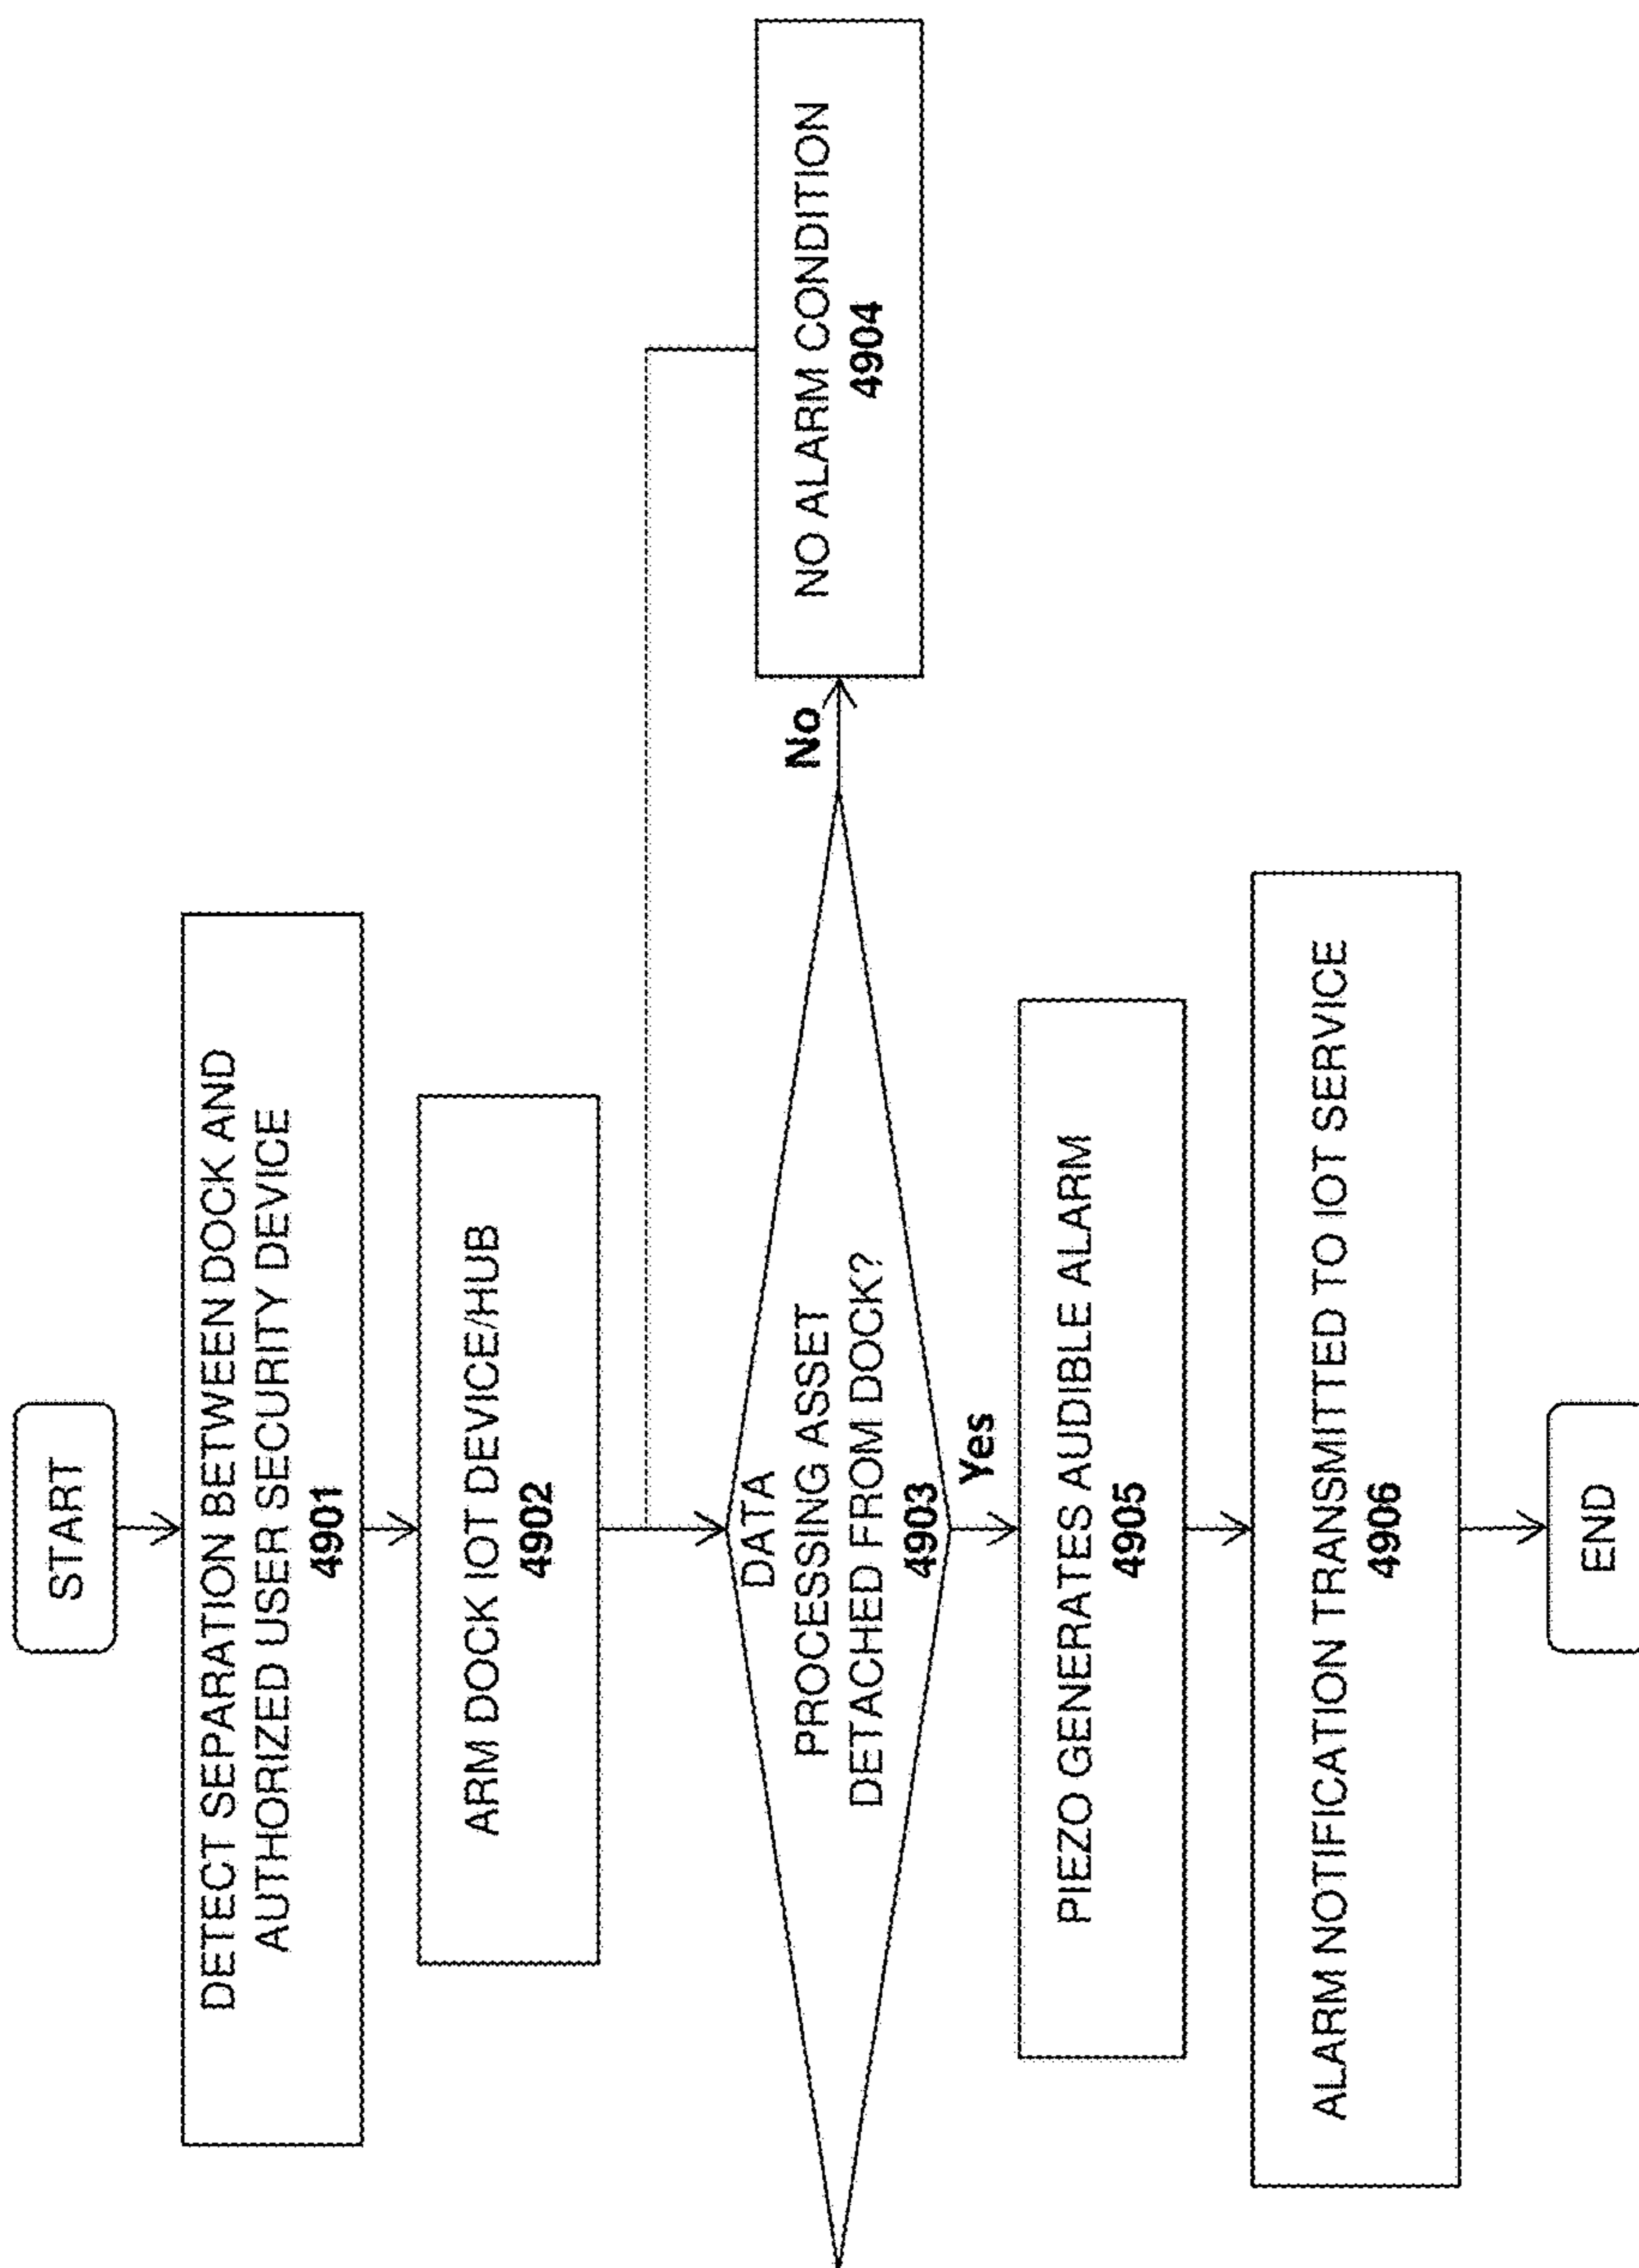 START
DETECT SEPARATION BETWEEN DOCK AND
AUTHORIZED USER SECURITY DEVICE
4901
ARM DOCK IOT DEVICE/HUB
4902
DATA
PROCESSING ASSET
DETACHED FROM DOCK?
4903
No
NO ALARM CONDITION
4904
Yes
PIEZO GENERATES AUDIBLE ALARM
4905
ALARM NOTIFICATION TRANSMITTED TO IOT SERVICE
4906
END